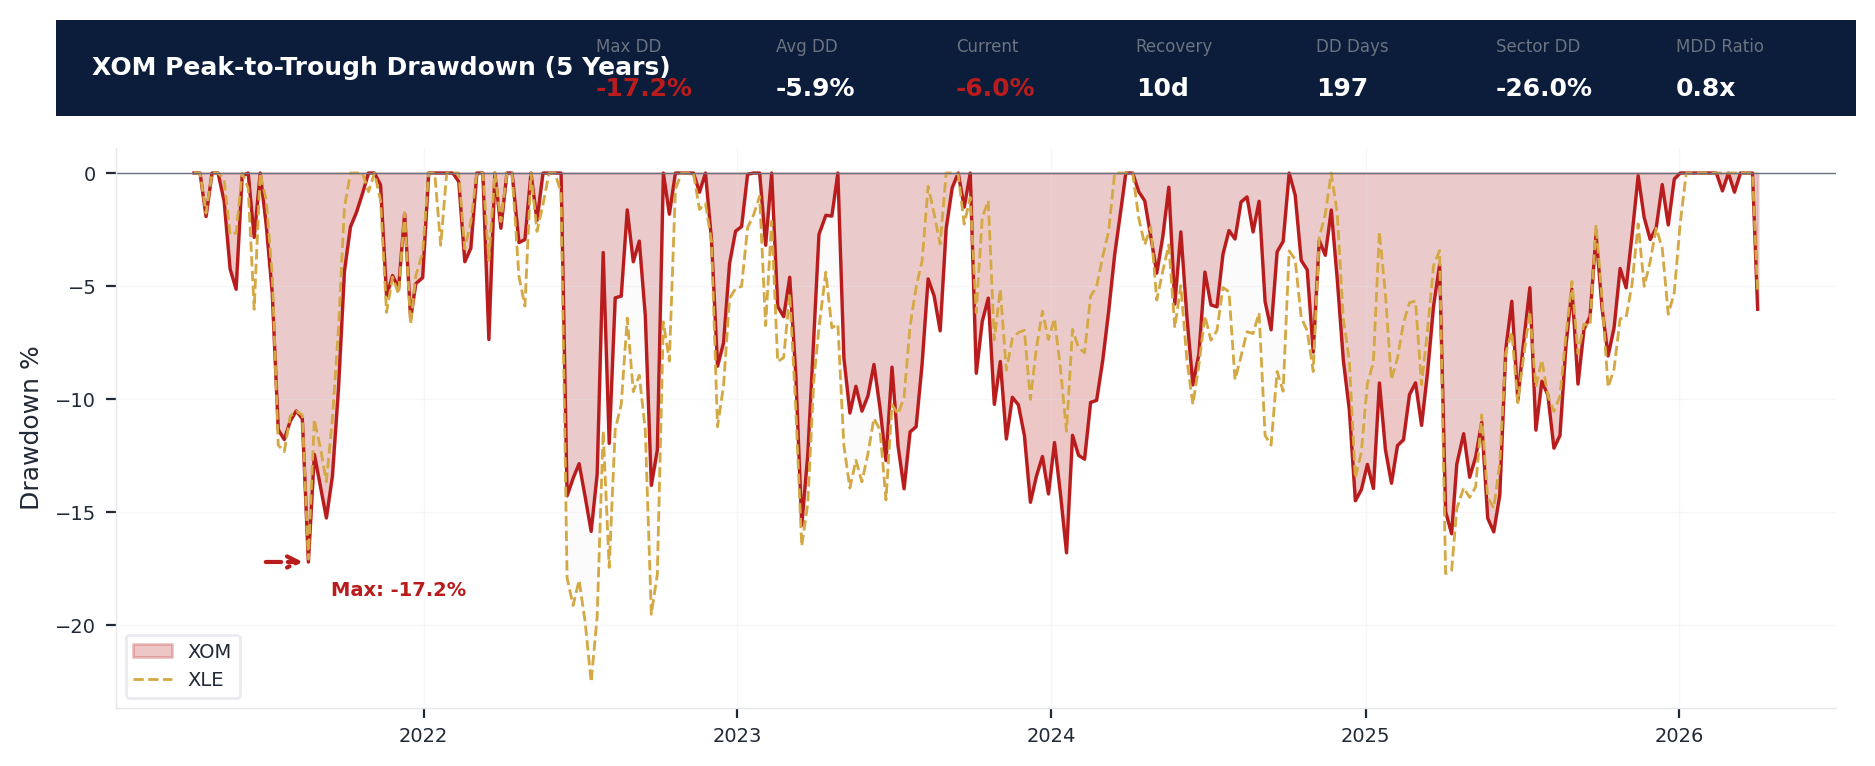 XOM Peak-to-Trough Drawdown (5 Years)
Max DD
-17.2%
Avg DD
-5.9%
Current
-6.0%
Recovery
10d
DD Days
197
Sector DD
-26.0%
MDD Ratio
0.8x
Drawdown %
0
−5
−10
−15
−20
Max: -17.2%
XOM
XLE
2022
2023
2024
2025
2026